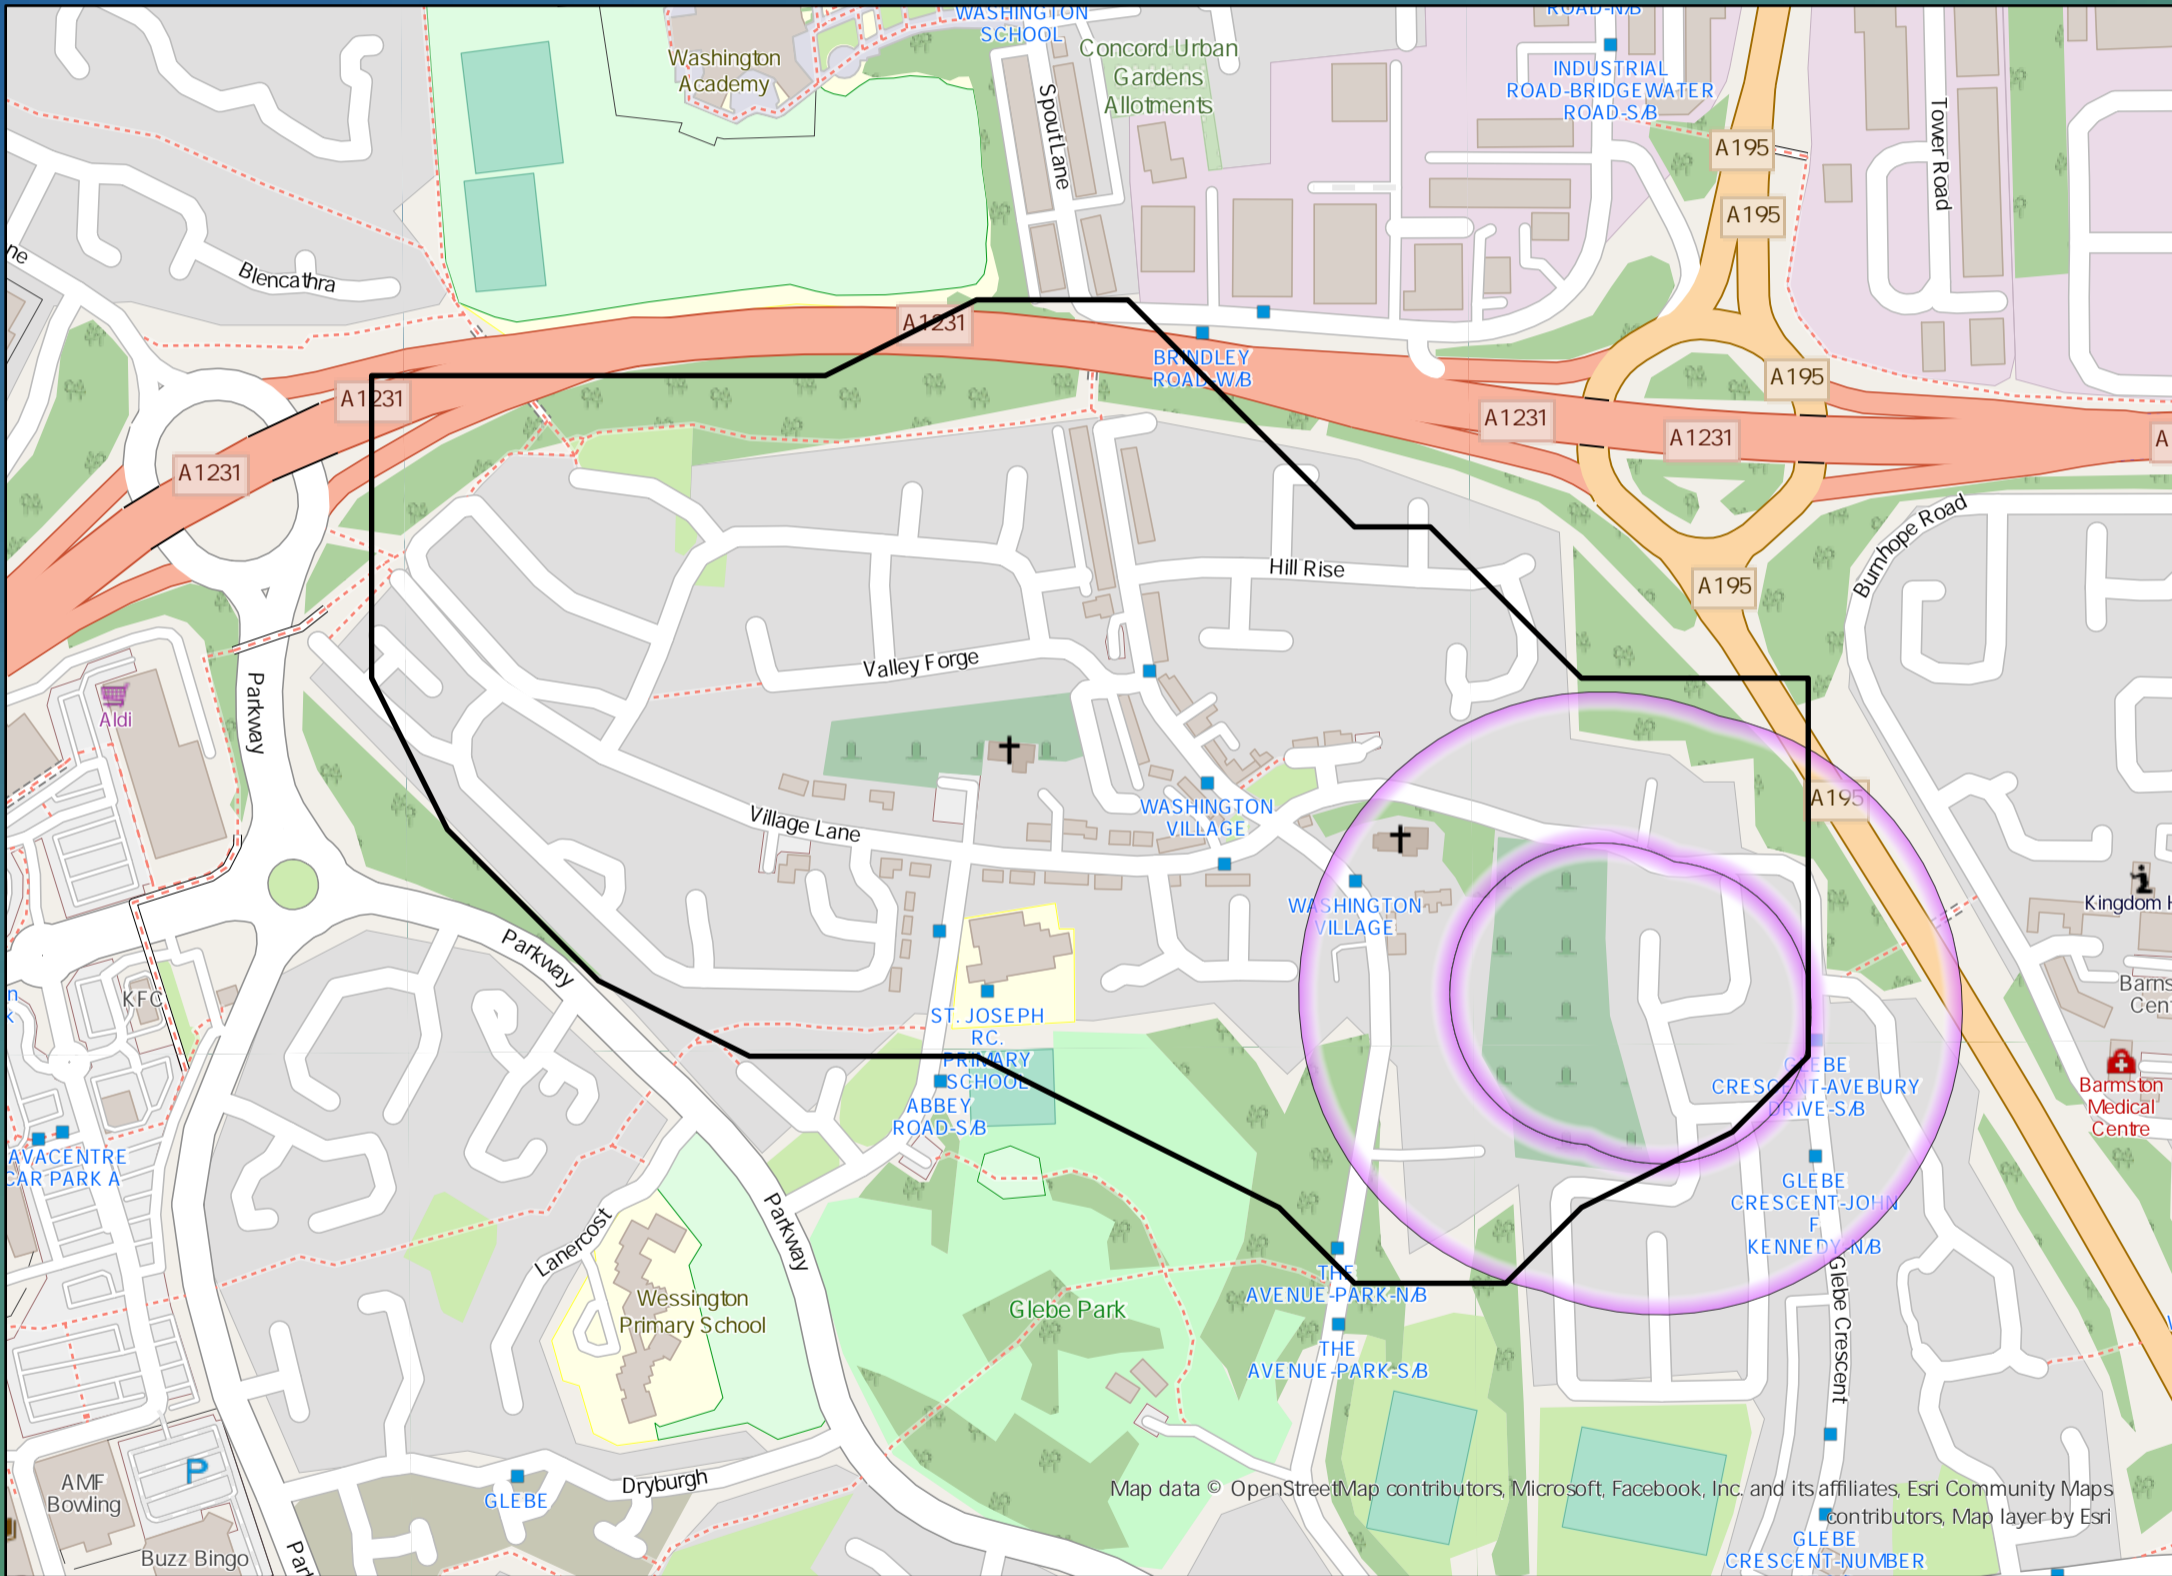 WASHINGTON
SCHOOL
Washington
Academy
Concord Urban
Gardens
Allotments
Spout Lane
ROAD-N/B
INDUSTRIAL
ROAD-BRIDGEWATER
ROAD-S/B
A195
A195
Tower Road
Blencathra
A1231
A1231
A1231
BRINDLEY
ROAD-W/B
A195
A1231
A1231
A195
Burnhope Road
Hill Rise
Valley Forge
Parkway
Aldi
Village Lane
WASHINGTON
VILLAGE
A195
WASHINGTON
VILLAGE
Kingdom H
Parkway
KFC
ST. JOSEPH
RC.
PRIMARY
SCHOOL
ABBEY
ROAD-S/B
Barns
Cen
GLEBE
CRESCENT-AVEBURY
DRIVE-S/B
Barmston
Medical
Centre
AVACENTRE
CAR PARK A
GLEBE
CRESCENT-JOHN
F
KENNEDY-N/B
Lanercost
Parkway
Wessington
Primary School
Glebe Park
THE
AVENUE-PARK-N/B
THE
AVENUE-PARK-S/B
Glebe Crescent
P
AMF
Bowling
GLEBE
Dryburgh
Buzz Bingo
Park
Map data © OpenStreetMap contributors, Microsoft, Facebook, Inc. and its affiliates, Esri Community Maps
contributors, Map layer by Esri
GLEBE
CRESCENT-NUMBER